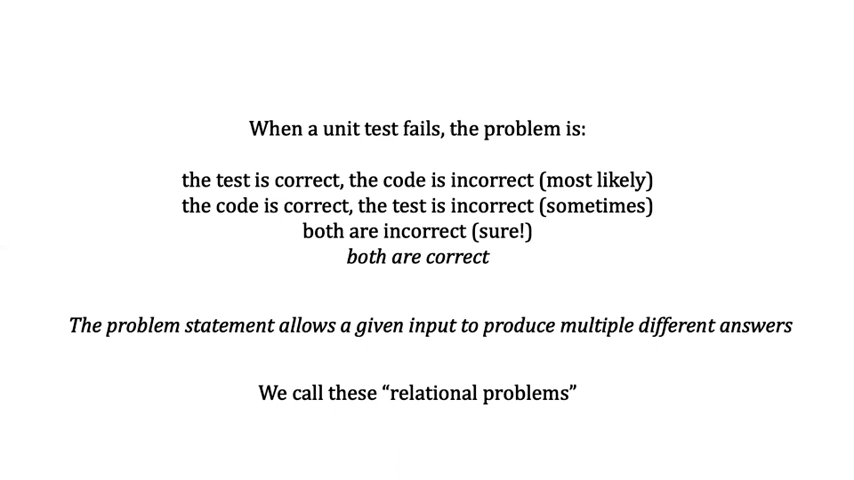 When a unit test fails, the problem is:
the test is correct, the code is incorrect (most likely)
the code is correct, the test is incorrect (sometimes)
both are incorrect (sure!)
both are correct
The problem statement allows a given input to produce multiple different answers
We call these “relational problems”